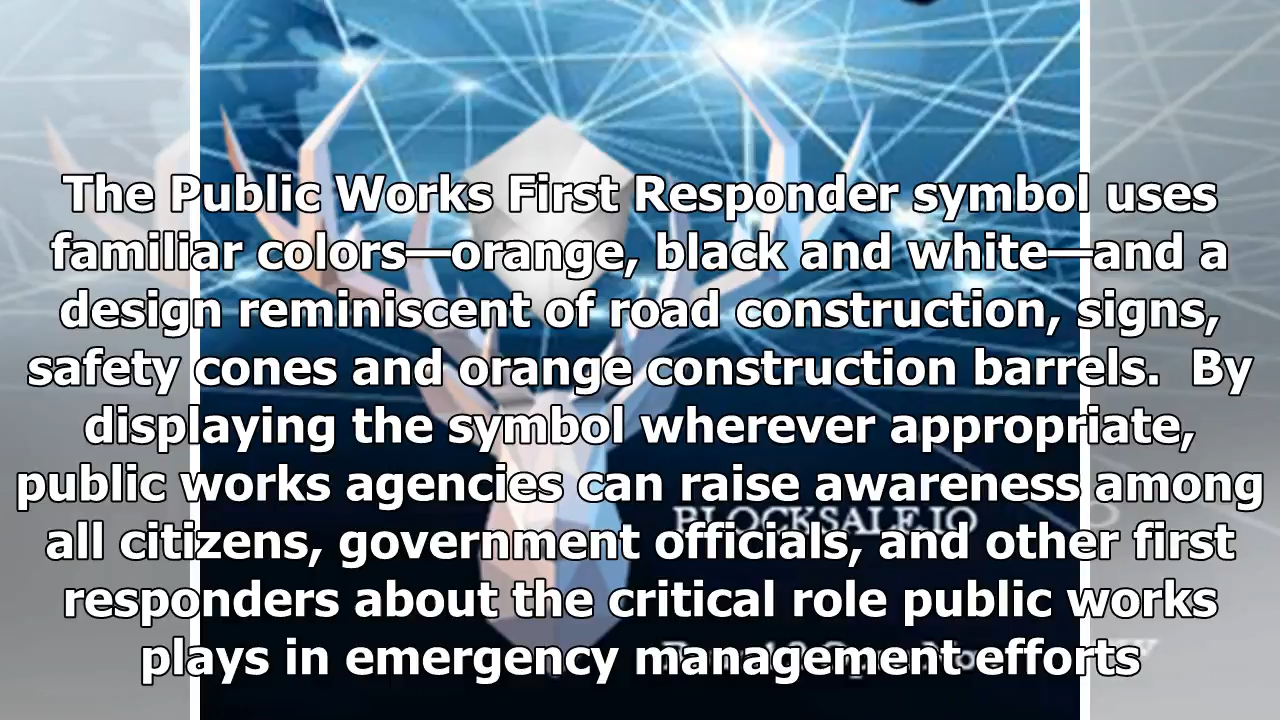 The Public Works First Responder symbol uses
familiar colors—orange, black and white—and a
design reminiscent of road construction, signs,
safety cones and orange construction barrels.  By
displaying the symbol wherever appropriate,
public works agencies can raise awareness among
BLOCKSALE.IO
all citizens, government officials, and other first
responders about the critical role public works
plays in emergency management efforts